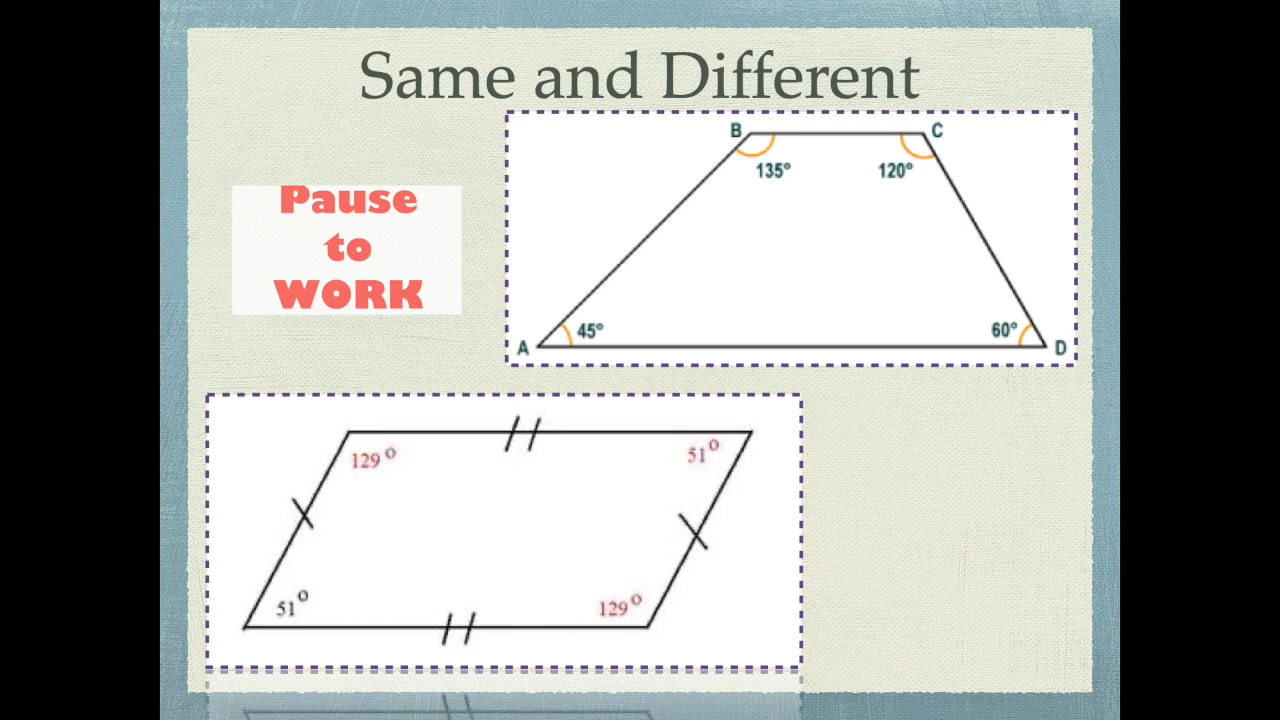 Same and Different
Pause
to
WORK
B
C
135°
120°
45°
60°
A
D
129°
51°
51°
129°